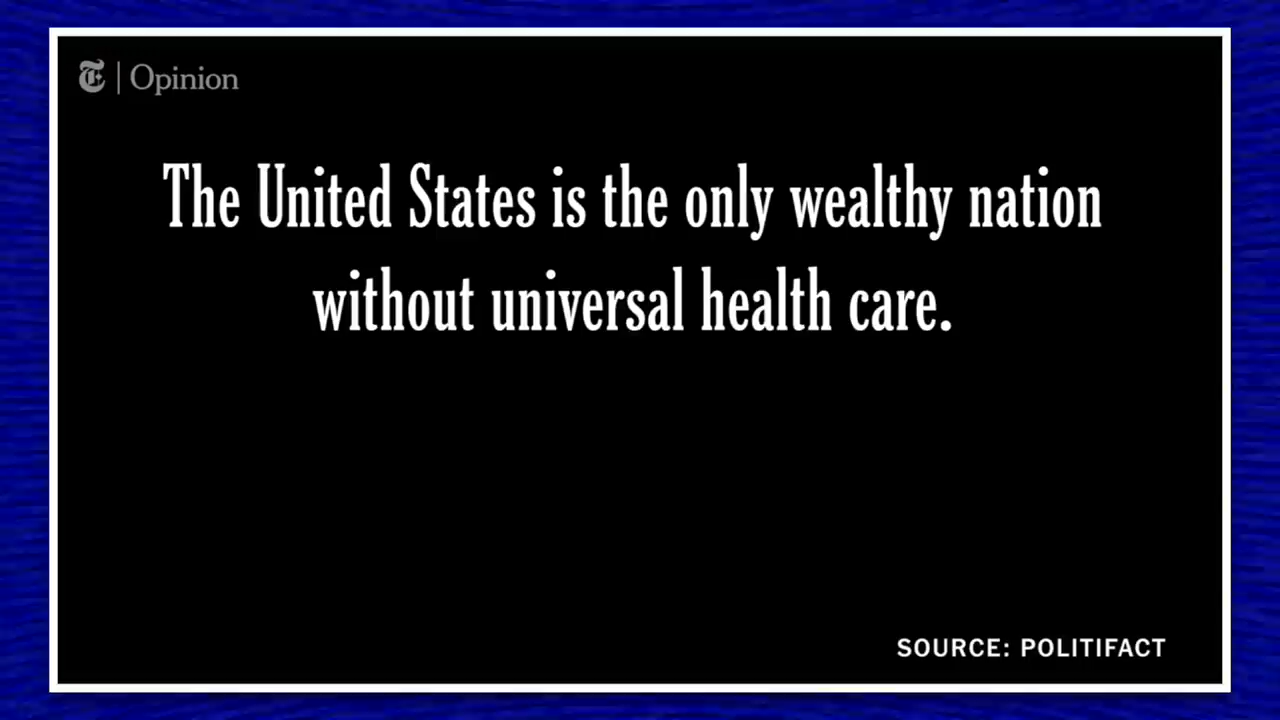 T | Opinion
The United States is the only wealthy nation
without universal health care.
SOURCE: POLITIFACT